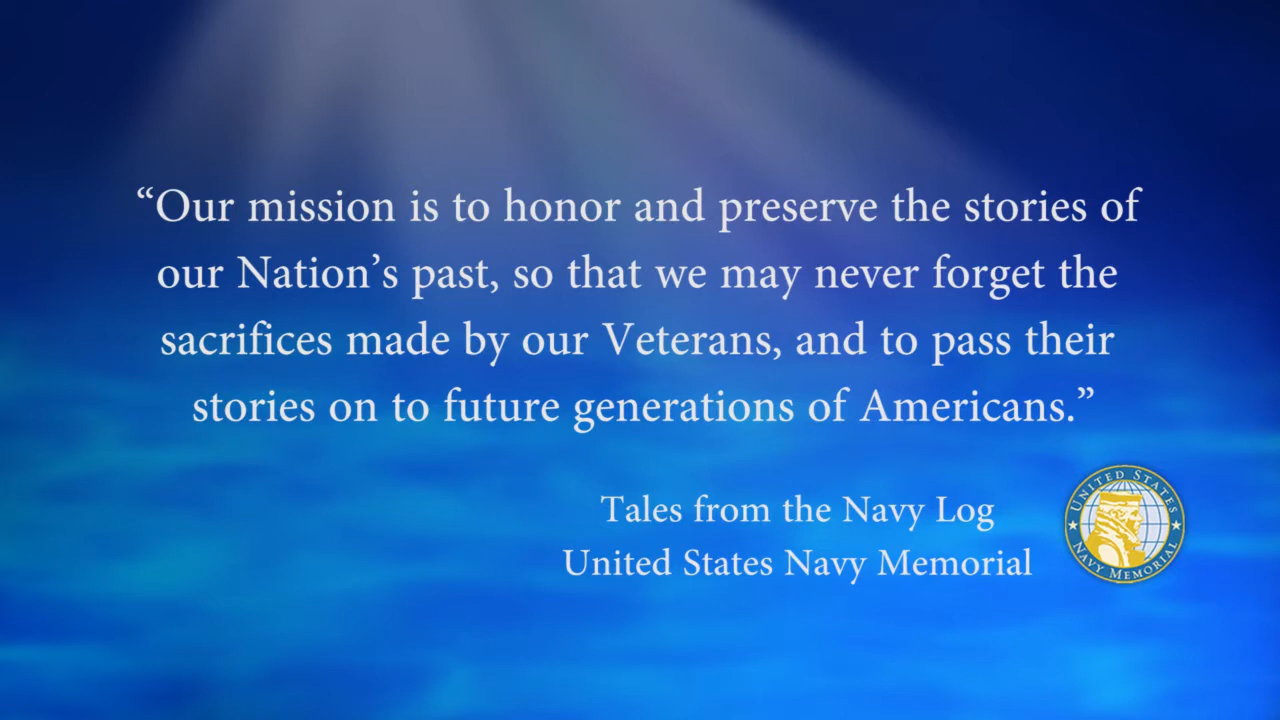 “Our mission is to honor and preserve the stories of
our Nation’s past, so that we may never forget the
sacrifices made by our Veterans, and to pass their
stories on to future generations of Americans.”
Tales from the Navy Log
United States Navy Memorial
UNITED STATES
NAVY MEMORIAL